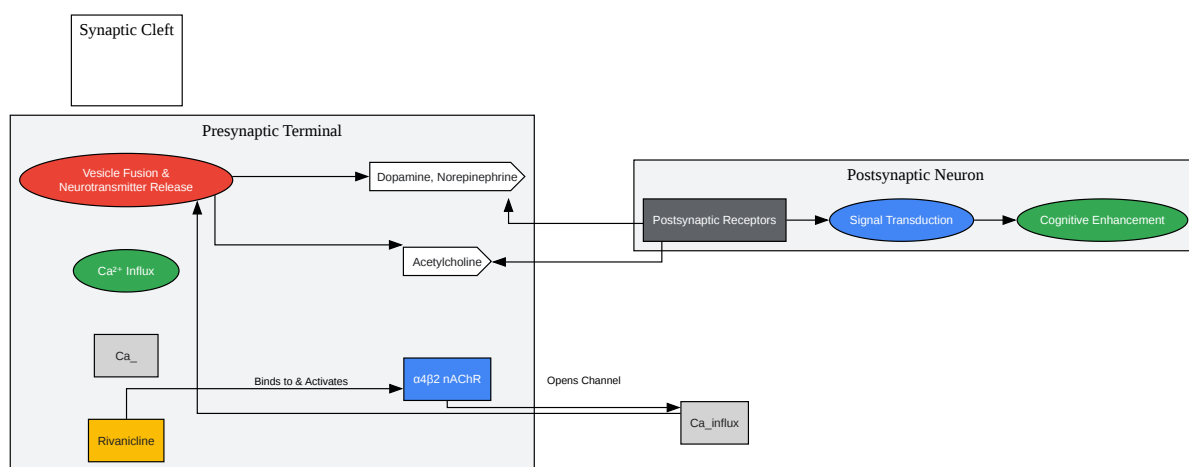 Synaptic Cleft
Presynaptic Terminal
Vesicle Fusion &
Neurotransmitter Release
Dopamine, Norepinephrine
Postsynaptic Neuron
Postsynaptic Receptors
Signal Transduction
Cognitive Enhancement
Ca²⁺ Influx
Acetylcholine
Ca_
Binds to & Activates
α4β2 nAChR
Opens Channel
Ca_influx
Rivanicline